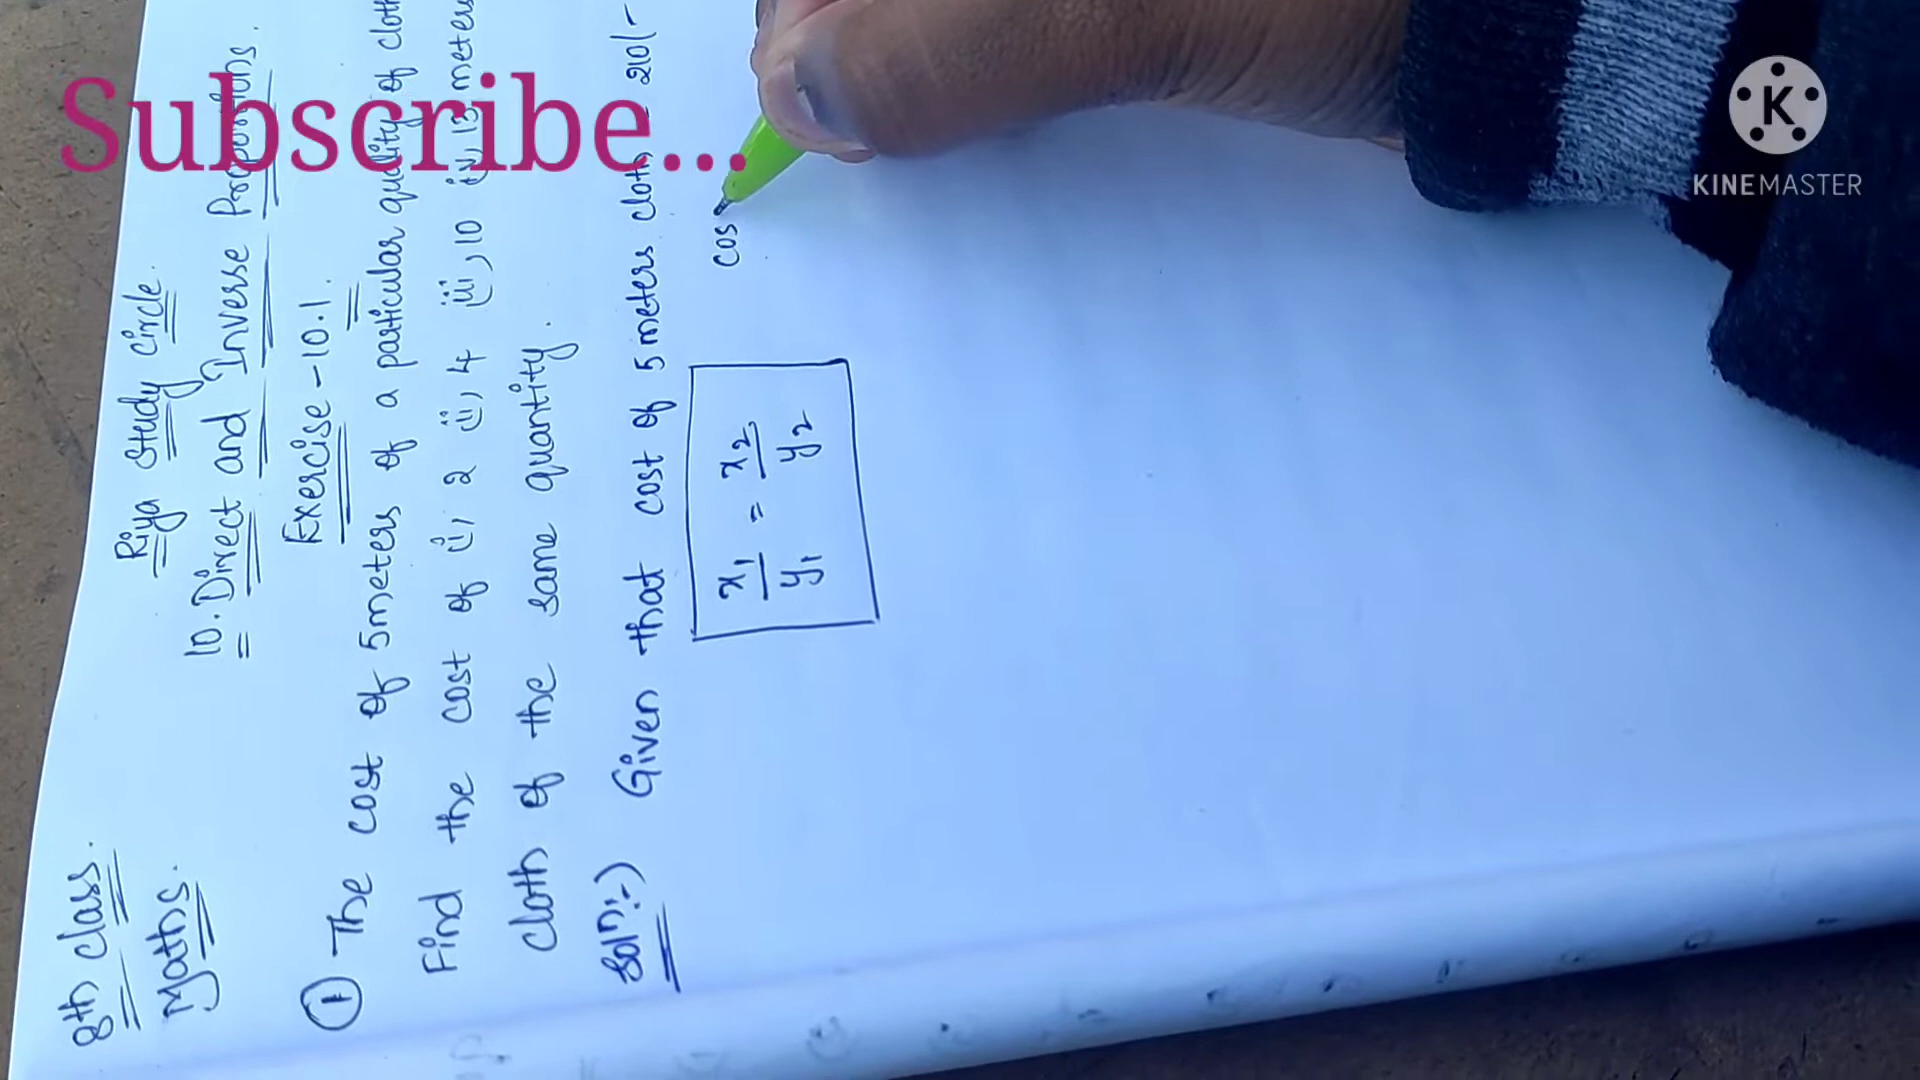 Subscribe...
KINEMASTER
8th class.
Maths.
Riya study circle.
10. Direct and Inverse Proportions.
Exercise - 10.1.
① The cost of 5meters of a particular quality of cloth
Find the cost of (i), 2 (ii), 4 (iii), 10 (iv), 13 meters
cloth of the same quantity.
Soln:-) Given that cost of 5 meters cloth = 210/-
x₁/y₁ = x₂/y₂
cos